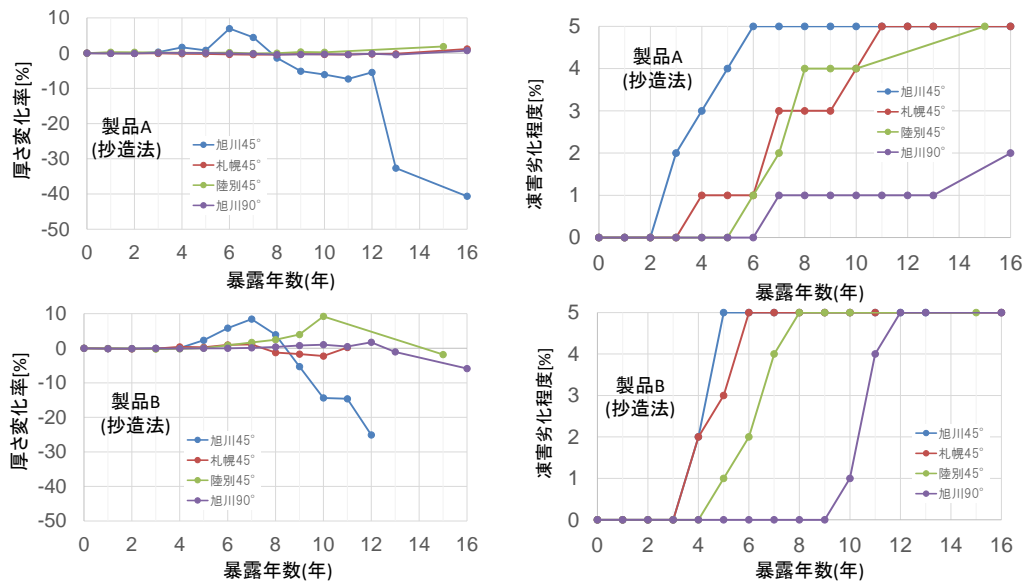 10
0
-10
-20
-30
-40
-50
厚さ変化率[%]
製品A
(抄造法)
旭川45°
札幌45°
陸別45°
旭川90°
0 2 4 6 8 10 12 14 16
暴露年数(年)
5
4
3
2
1
0
凍害劣化程度[%]
製品A
(抄造法)
旭川45°
札幌45°
陸別45°
旭川90°
0 2 4 6 8 10 12 14 16
暴露年数(年)
10
0
-10
-20
-30
-40
-50
厚さ変化率[%]
製品B
(抄造法)
旭川45°
札幌45°
陸別45°
旭川90°
0 2 4 6 8 10 12 14 16
暴露年数(年)
5
4
3
2
1
0
凍害劣化程度[%]
製品B
(抄造法)
旭川45°
札幌45°
陸別45°
旭川90°
0 2 4 6 8 10 12 14 16
暴露年数(年)